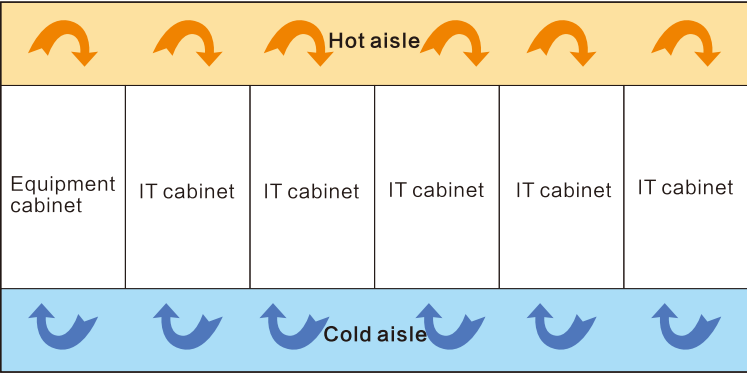 Hot aisle
Equipment
cabinet
IT cabinet
IT cabinet
IT cabinet
IT cabinet
IT cabinet
Cold aisle